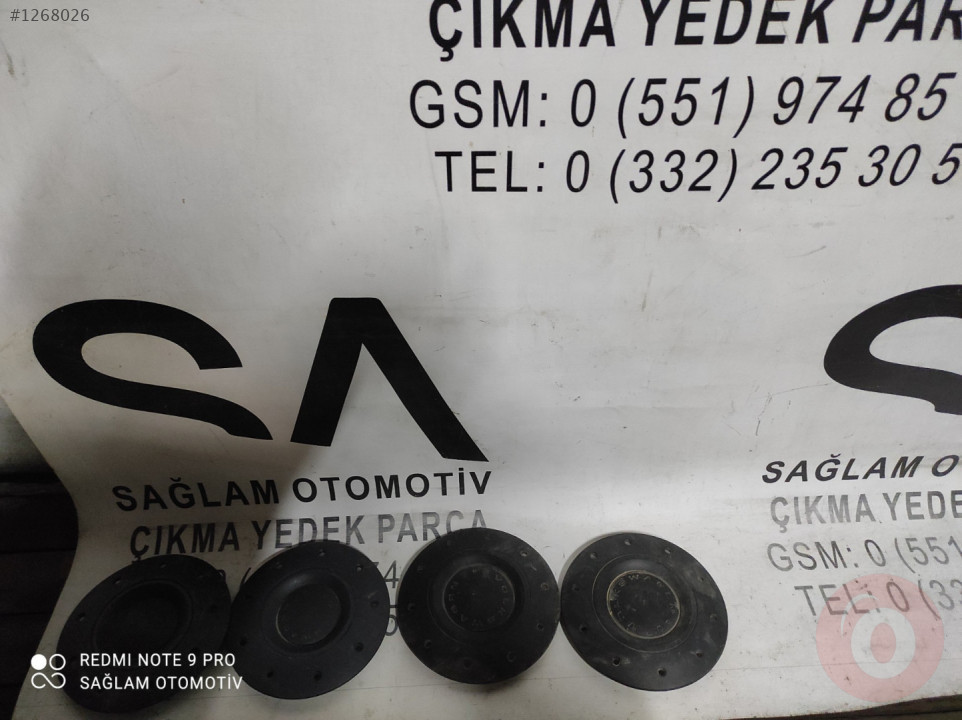 #1268026
ÇIKMA YEDEK PAR
GSM: 0 (551) 974 85
TEL: 0 (332) 235 30 5
SA
SAĞLAM OTOMOTİV
ÇIKMA YEDEK PARÇA
SAĞLAM O
ÇIKMA YEDE
GSM: 0 (551
TEL: 0 (33
REDMI NOTE 9 PRO
SAĞLAM OTOMOTİV